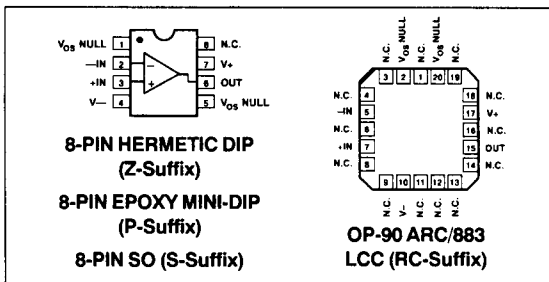 VOS NULL 1 8 N.C.
–IN 2 7 V+
+IN 3 6 OUT
V– 4 5 VOS NULL
8-PIN HERMETIC DIP
(Z-Suffix)
8-PIN EPOXY MINI-DIP
(P-Suffix)
8-PIN SO (S-Suffix)
N.C. VOS NULL N.C. VOS NULL N.C.
3 2 1 20 19
N.C. 4 18 N.C.
–IN 5 17 V+
N.C. 6 16 N.C.
+IN 7 15 OUT
N.C. 8 14 N.C.
9 10 11 12 13
N.C. V– N.C. N.C. N.C.
OP-90 ARC/883
LCC (RC-Suffix)